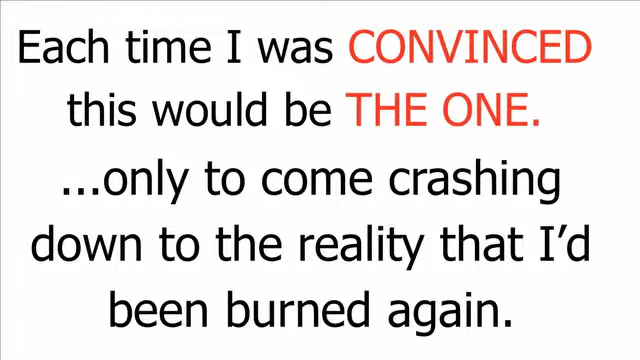 Each time I was CONVINCED
this would be THE ONE.
...only to come crashing
down to the reality that I’d
been burned again.